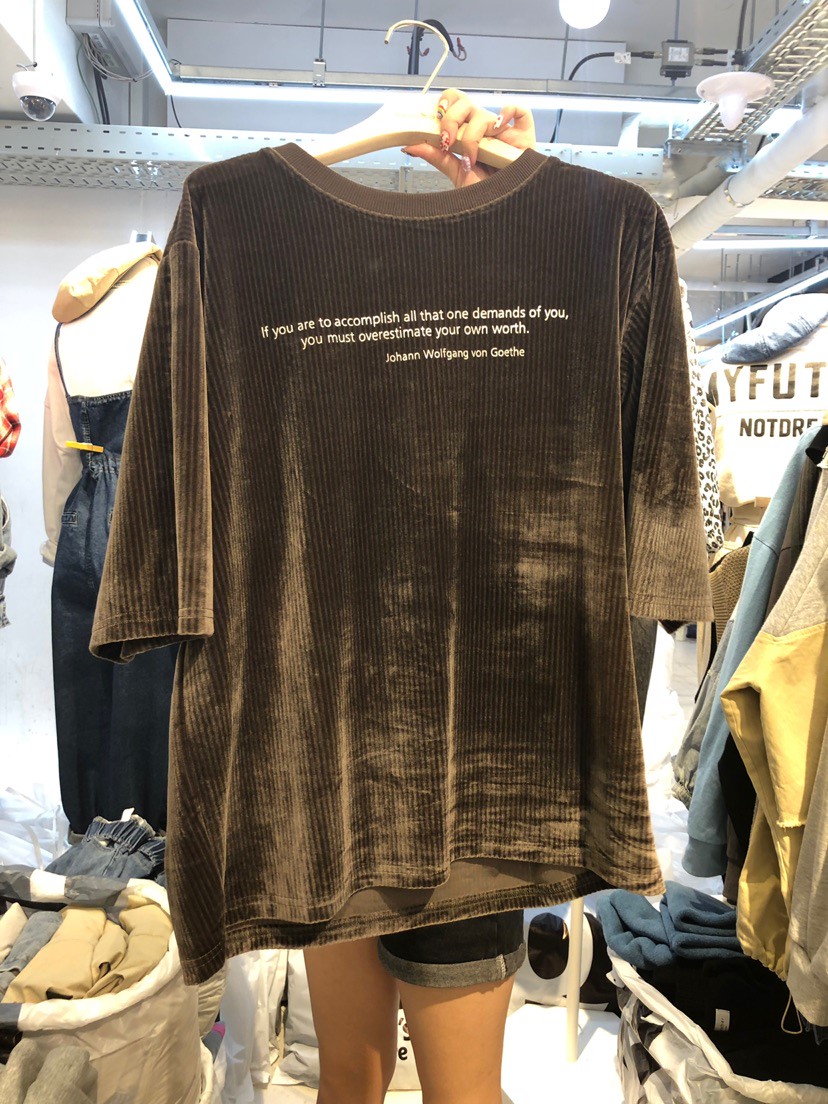 If you are to accomplish all that one demands of you,
you must overestimate your own worth.
Johann Wolfgang von Goethe
NOTDRE